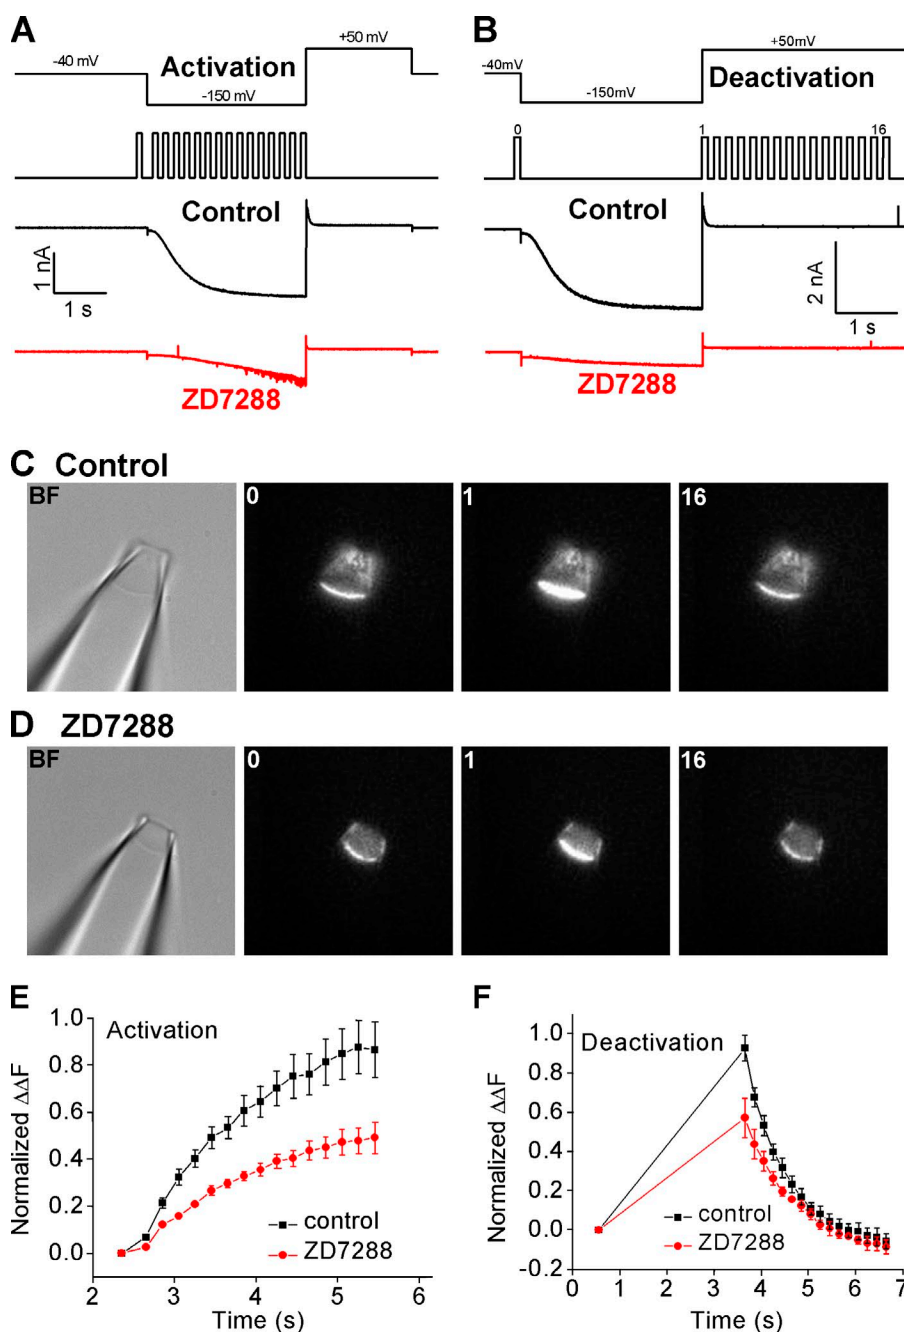 A
B
+50 mV
-40 mV
Activation
-150 mV
+50mV
-40mV
Deactivation
-150mV
0
1
16
Control
1 nA
1 s
Control
2 nA
1 s
ZD7288
ZD7288
C Control
BF
0
1
16
D ZD7288
BF
0
1
16
E
Activation
Normalized ΔΔF
1.0
0.8
0.6
0.4
0.2
0.0
control
ZD7288
2
3
4
5
6
Time (s)
F
Deactivation
Normalized ΔΔF
1.0
0.8
0.6
0.4
0.2
0.0
-0.2
control
ZD7288
0
1
2
3
4
5
6
7
Time (s)